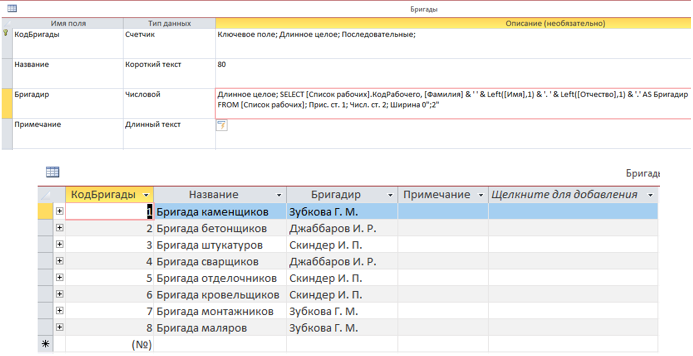 Бригады
Имя поля Тип данных Описание (необязательно)
КодБригады Счетчик Ключевое поле; Длинное целое; Последовательные;
Название Короткий текст 80
Бригадир Числовой Длинное целое; SELECT [Список рабочих].КодРабочего, [Фамилия] & ' ' & Left([Имя],1) & '. ' & Left([Отчество],1) & '.' AS Бригадир
FROM [Список рабочих]; Прис. ст. 1; Числ. ст. 2; Ширина 0";2"
Примечание Длинный текст
Бригады
КодБригады Название Бригадир Примечание Щелкните для добавления
1 Бригада каменщиков Зубкова Г. М.
2 Бригада бетонщиков Джаббаров И. Р.
3 Бригада штукатуров Скиндер И. П.
4 Бригада сварщиков Джаббаров И. Р.
5 Бригада отделочников Скиндер И. П.
6 Бригада кровельщиков Скиндер И. П.
7 Бригада монтажников Зубкова Г. М.
8 Бригада маляров Зубкова Г. М.
(№)